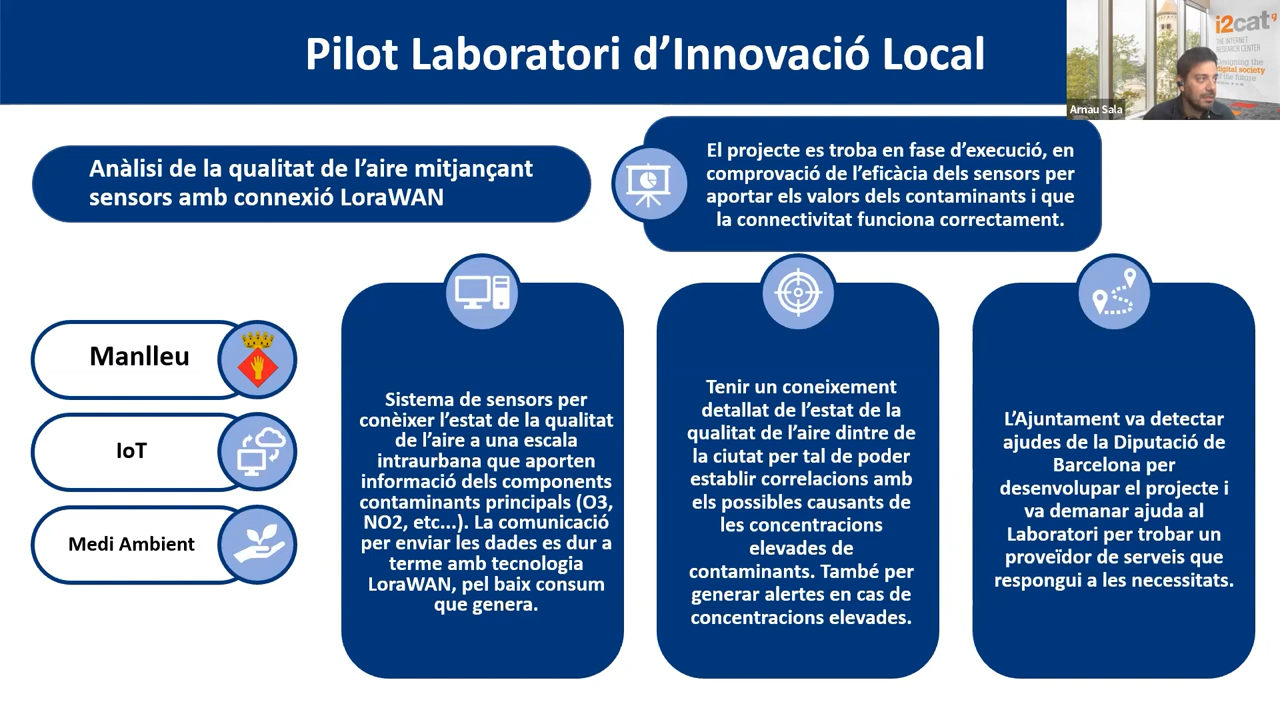 Pilot Laboratori d’Innovació Local
i2cat
THE INTERNET
RESEARCH CENTER
Designing the
digital society
of the future
Arnau Sala
Anàlisi de la qualitat de l’aire mitjançant
sensors amb connexió LoraWAN
El projecte es troba en fase d’execució, en
comprovació de l’eficàcia dels sensors per
aportar els valors dels contaminants i que
la connectivitat funciona correctament.
Manlleu
IoT
Medi Ambient
Sistema de sensors per
conèixer l’estat de la qualitat
de l’aire a una escala
intraurbana que aporten
informació dels components
contaminants principals (O3,
NO2, etc...). La comunicació
per enviar les dades es dur a
terme amb tecnologia
LoraWAN, pel baix consum
que genera.
Tenir un coneixement
detallat de l’estat de la
qualitat de l’aire dintre de
la ciutat per tal de poder
establir correlacions amb
els possibles causants de
les concentracions
elevades de
contaminants. També per
generar alertes en cas de
concentracions elevades.
L’Ajuntament va detectar
ajudes de la Diputació de
Barcelona per
desenvolupar el projecte i
va demanar ajuda al
Laboratori per trobar un
proveïdor de serveis que
respongui a les necessitats.